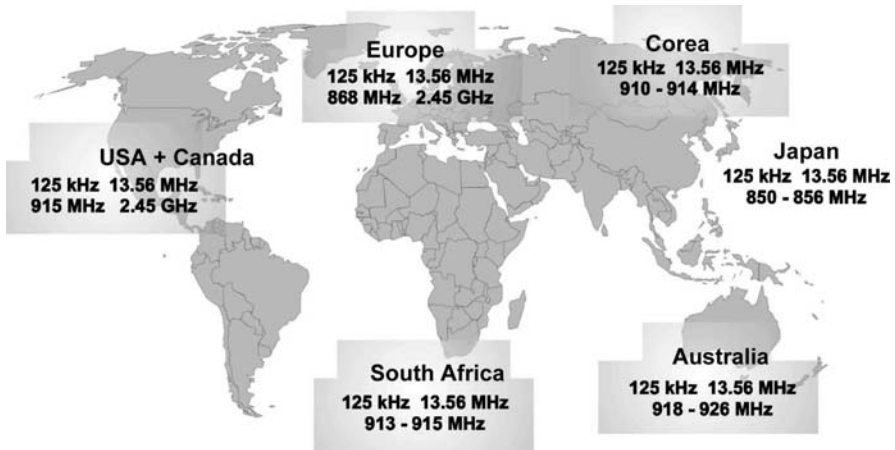 Europe
125 kHz 13.56 MHz
868 MHz 2.45 GHz
Corea
125 kHz 13.56 MHz
910 - 914 MHz
USA + Canada
125 kHz 13.56 MHz
915 MHz 2.45 GHz
Japan
125 kHz 13.56 MHz
850 - 856 MHz
South Africa
125 kHz 13.56 MHz
913 - 915 MHz
Australia
125 kHz 13.56 MHz
918 - 926 MHz